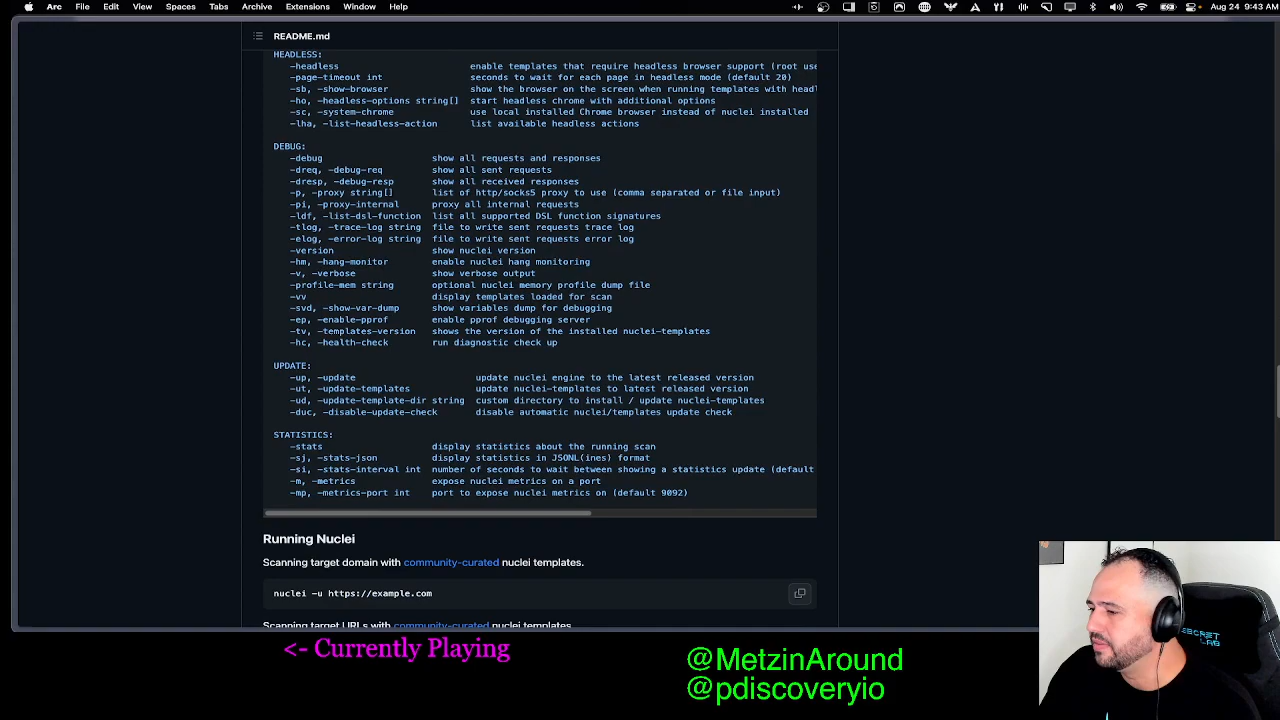 Arc File Edit View Spaces Tabs Archive Extensions Window Help Aug 24 9:43 AM
README.md
HEADLESS:
-headless enable templates that require headless browser support (root use
-page-timeout int seconds to wait for each page in headless mode (default 20)
-sb, -show-browser show the browser on the screen when running templates with head
-ho, -headless-options string[] start headless chrome with additional options
-sc, -system-chrome use local installed Chrome browser instead of nuclei installed
-lha, -list-headless-action list available headless actions
DEBUG:
-debug show all requests and responses
-dreq, -debug-req show all sent requests
-dresp, -debug-resp show all received responses
-p, -proxy string[] list of http/socks5 proxy to use (comma separated or file input)
-pi, -proxy-internal proxy all internal requests
-ldf, -list-dsl-function list all supported DSL function signatures
-tlog, -trace-log string file to write sent requests trace log
-elog, -error-log string file to write sent requests error log
-version show nuclei version
-hm, -hang-monitor enable nuclei hang monitoring
-v, -verbose show verbose output
-profile-mem string optional nuclei memory profile dump file
-vv display templates loaded for scan
-svd, -show-var-dump show variables dump for debugging
-ep, -enable-pprof enable pprof debugging server
-tv, -templates-version shows the version of the installed nuclei-templates
-hc, -health-check run diagnostic check up
UPDATE:
-up, -update update nuclei engine to the latest released version
-ut, -update-templates update nuclei-templates to latest released version
-ud, -update-template-dir string custom directory to install / update nuclei-templates
-duc, -disable-update-check disable automatic nuclei/templates update check
STATISTICS:
-stats display statistics about the running scan
-sj, -stats-json display statistics in JSONL(ines) format
-si, -stats-interval int number of seconds to wait between showing a statistics update (default
-m, -metrics expose nuclei metrics on a port
-mp, -metrics-port int port to expose nuclei metrics on (default 9092)
Running Nuclei
Scanning target domain with community-curated nuclei templates.
nuclei -u https://example.com
Scanning target URLs with community-curated nuclei templates
<- Currently Playing
@MetzinAround
@pdiscoveryio
SECRET
LAB